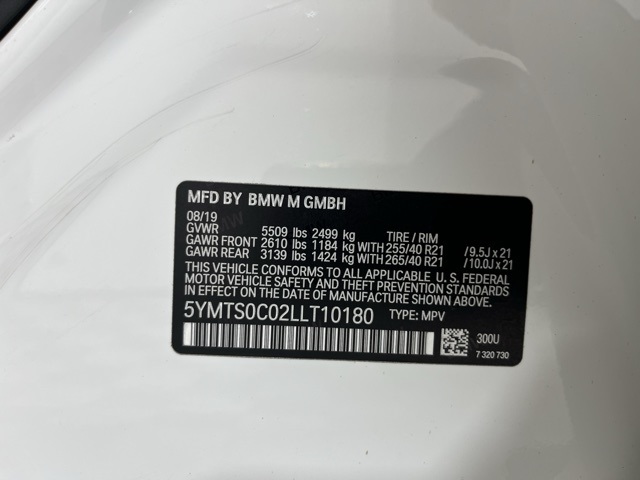 MFD BY BMW M GMBH
08/19
GVWR 5509 lbs 2499 kg TIRE / RIM
GAWR FRONT 2610 lbs 1184 kg WITH 255/40 R21 /9.5J x 21
GAWR REAR 3139 lbs 1424 kg WITH 265/40 R21 /10.0J x 21
THIS VEHICLE CONFORMS TO ALL APPLICABLE U.S. FEDERAL
MOTOR VEHICLE SAFETY AND THEFT PREVENTION STANDARDS
IN EFFECT ON THE DATE OF MANUFACTURE SHOWN ABOVE.
5YMTS0C02LLT10180 TYPE: MPV
300U
7 320 730